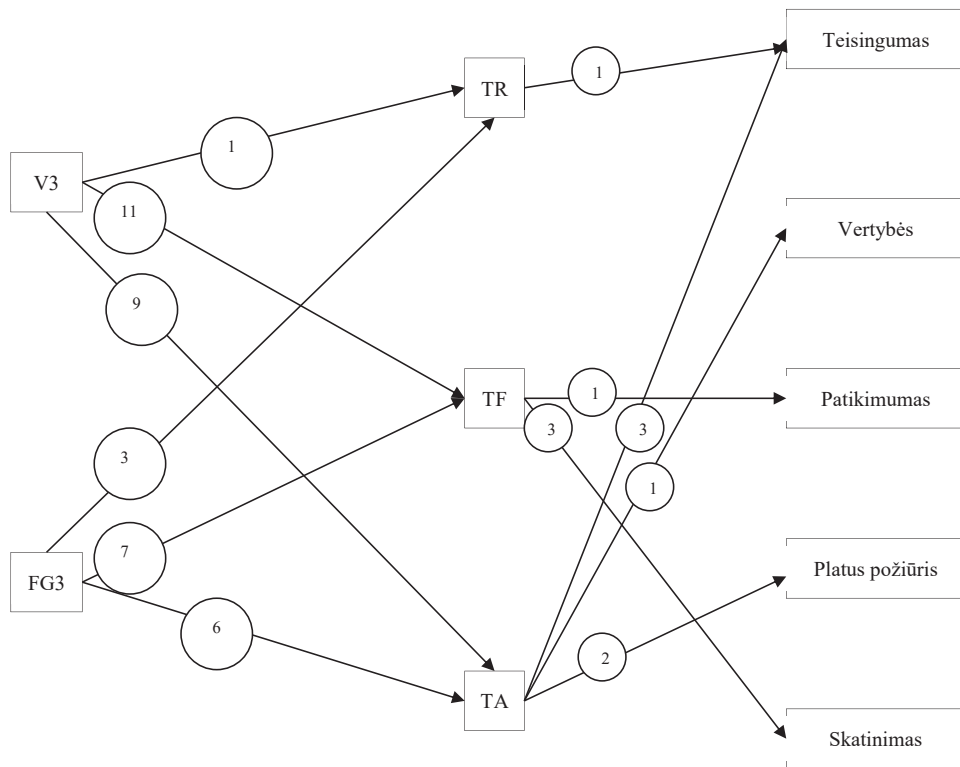 Teisingumas
1
TR
1
V3
11
Vertybės
9
TF
1
Patikimumas
3
3
3
1
7
FG3
Platus požiūris
6
2
TA
Skatinimas